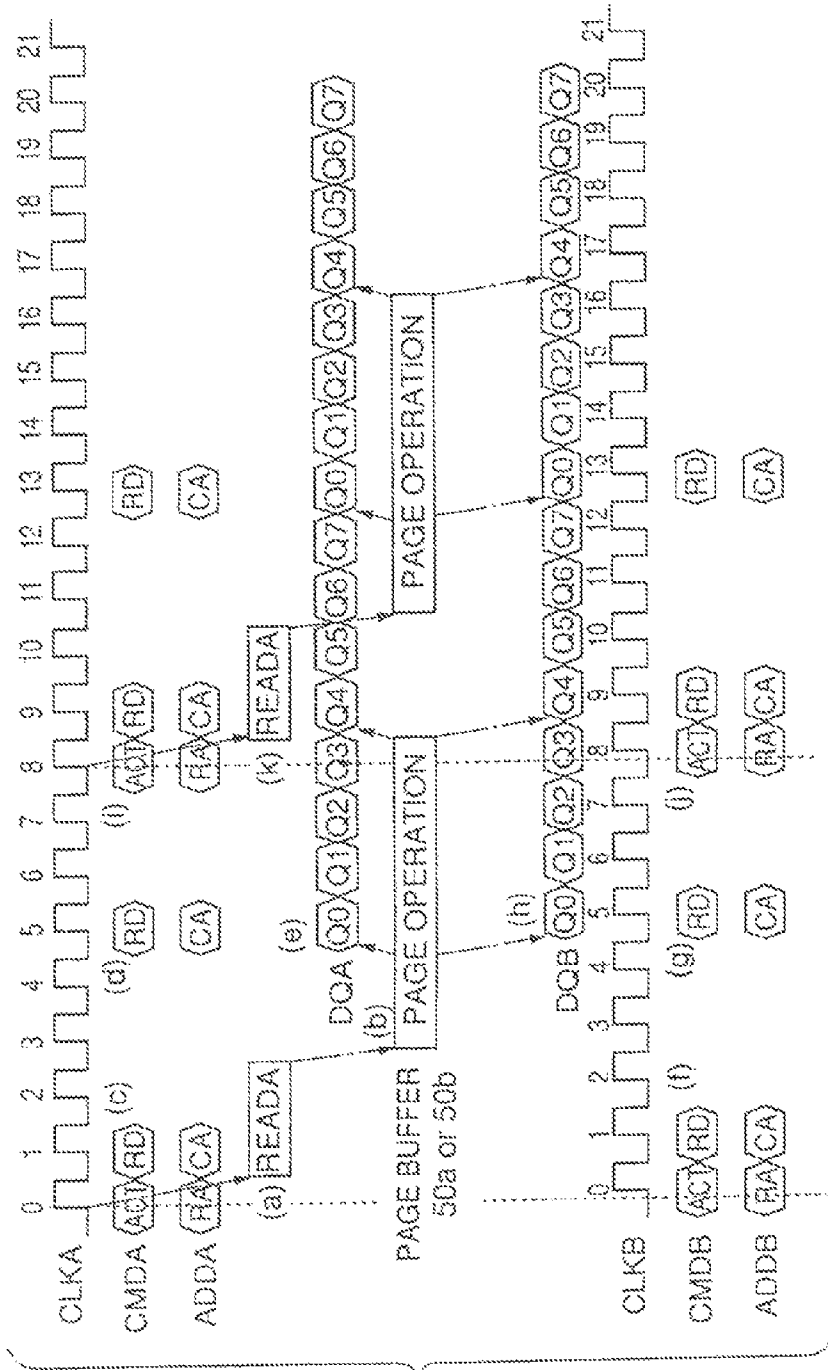 CLKA 0 1 2 3 4 5 6 7 8 9 10 11 12 13 14 15 16 17 18 19 20 21
CMDA ACT RD (c) (d) RD (i) ACT RD RD
ADDA RA CA CA RA CA CA
(a) READA (k) READA
(e)
DQA Q0 Q1 Q2 Q3 Q4 Q5 Q6 Q7 Q0 Q1 Q2 Q3 Q4 Q5 Q6 Q7
(b)
PAGE BUFFER
50a or 50b
PAGE OPERATION PAGE OPERATION
(h)
DQB Q0 Q1 Q2 Q3 Q4 Q5 Q6 Q7 Q0 Q1 Q2 Q3 Q4 Q5 Q6 Q7
CLKB 0 1 2 3 4 5 6 7 8 9 10 11 12 13 14 15 16 17 18 19 20 21
CMDB ACT RD (f) (g) RD (j) ACT RD RD
ADDB RA CA CA RA CA CA